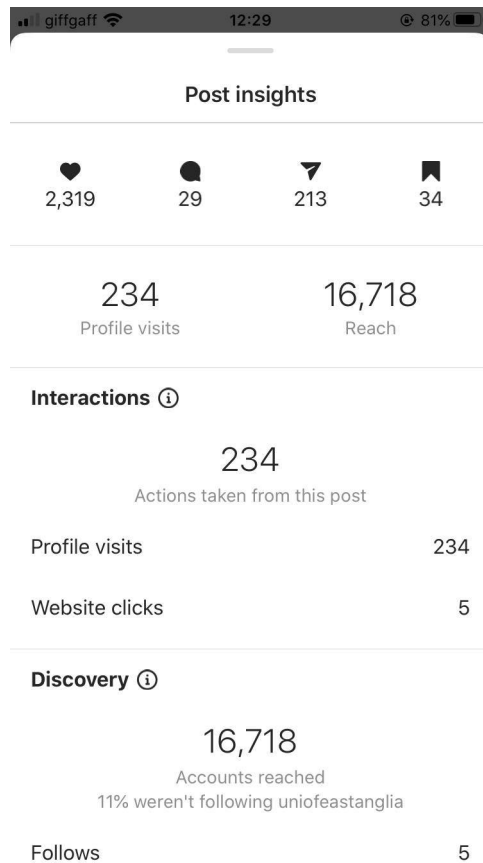 giffgaff 12:29 81%
Post insights
2,319 29 213 34
234 16,718
Profile visits Reach
Interactions
234
Actions taken from this post
Profile visits 234
Website clicks 5
Discovery
16,718
Accounts reached
11% weren't following uniofeastanglia
Follows 5